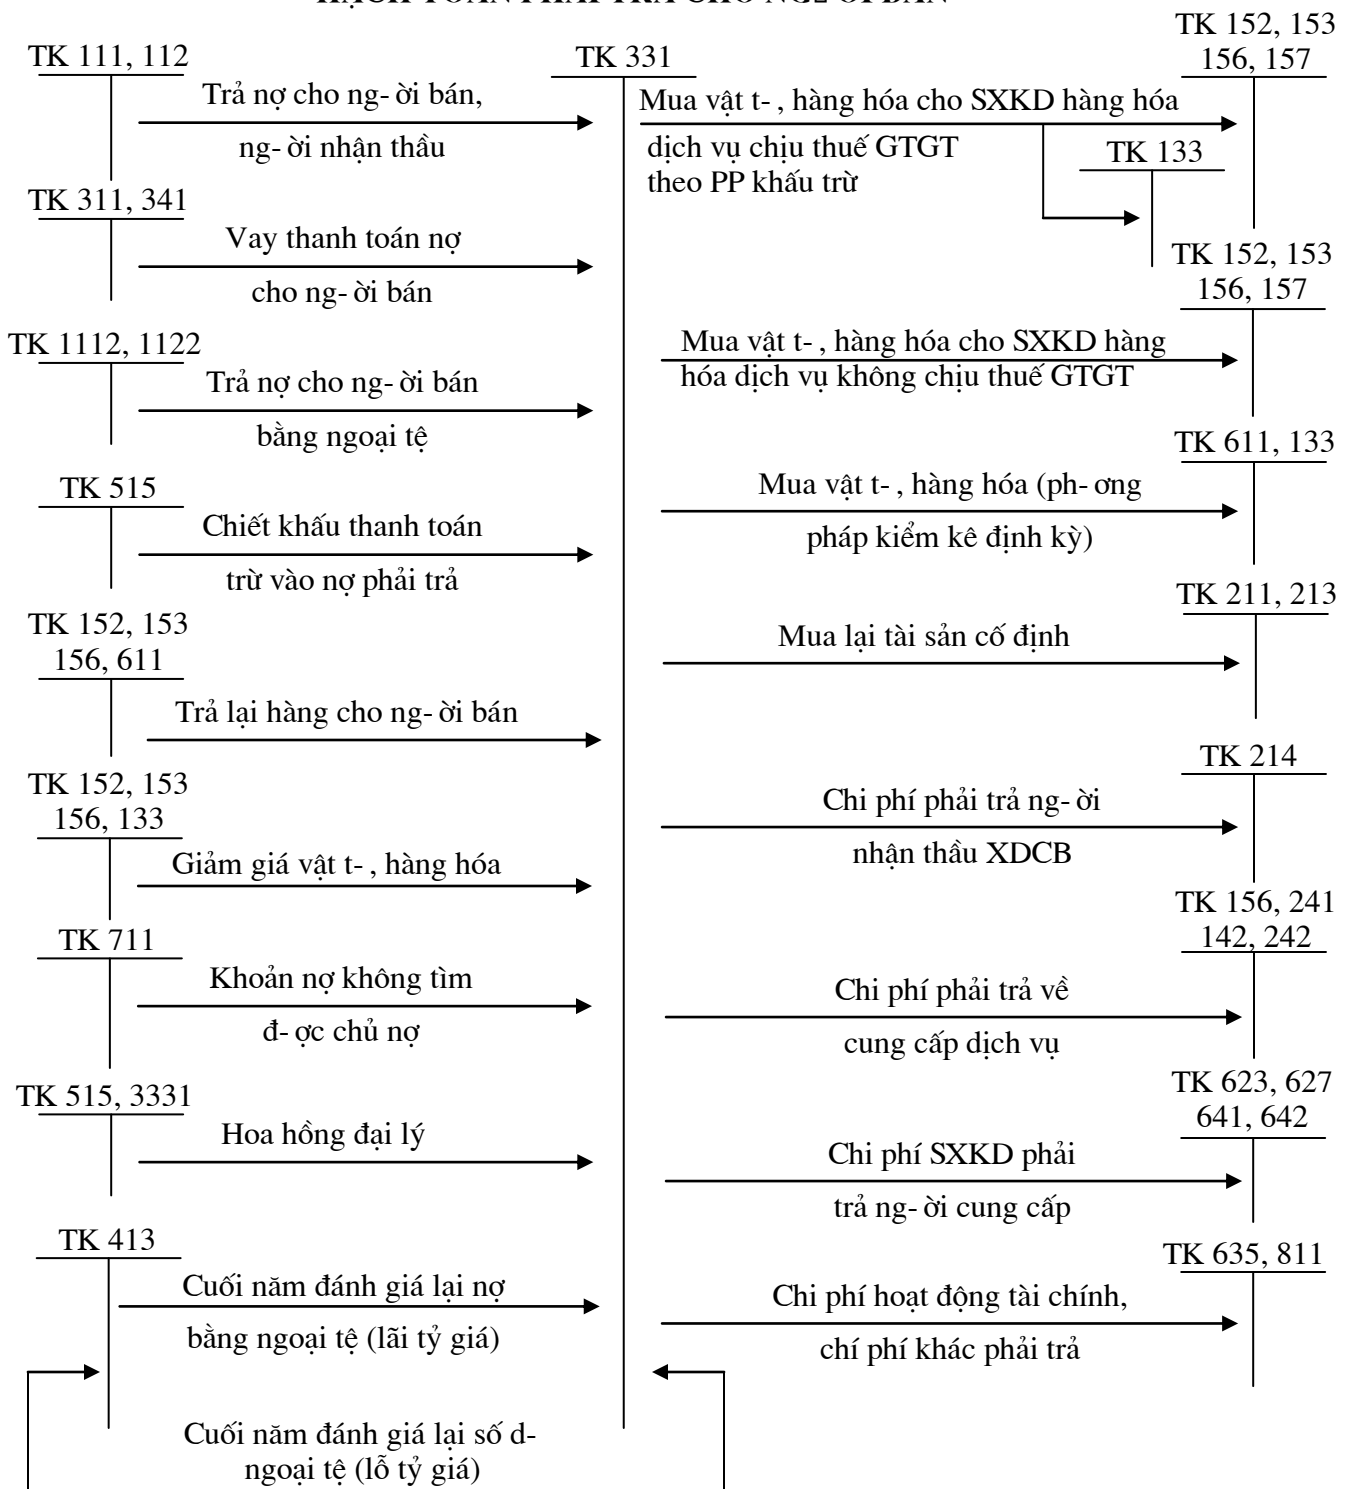 HẠCH TOÁN PHẢI TRẢ CHO NG¦ỜI BÁN
TK 111, 112
Trả nợ cho ng- ời bán,
ng- ời nhận thầu
TK 311, 341
Vay thanh toán nợ
cho ng- ời bán
TK 1112, 1122
Trả nợ cho ng- ời bán
bằng ngoại tệ
TK 515
Chiết khấu thanh toán
trừ vào nợ phải trả
TK 152, 153
156, 611
Trả lại hàng cho ng- ời bán
TK 152, 153
156, 133
Giảm giá vật t- , hàng hóa
TK 711
Khoản nợ không tìm
đ- ợc chủ nợ
TK 515, 3331
Hoa hồng đại lý
TK 413
Cuối năm đánh giá lại nợ
bằng ngoại tệ (lãi tỷ giá)
Cuối năm đánh giá lại số d-
ngoại tệ (lỗ tỷ giá)
TK 331
TK 152, 153
156, 157
Mua vật t- , hàng hóa cho SXKD hàng hóa
dịch vụ chịu thuế GTGT
theo PP khấu trừ
TK 133
TK 152, 153
156, 157
Mua vật t- , hàng hóa cho SXKD hàng
hóa dịch vụ không chịu thuế GTGT
TK 611, 133
Mua vật t- , hàng hóa (ph- ơng
pháp kiểm kê định kỳ)
TK 211, 213
Mua lại tài sản cố định
TK 214
Chi phí phải trả ng- ời
nhận thầu XDCB
TK 156, 241
142, 242
Chi phí phải trả về
cung cấp dịch vụ
TK 623, 627
641, 642
Chi phí SXKD phải
trả ng- ời cung cấp
TK 635, 811
Chi phí hoạt động tài chính,
chí phí khác phải trả